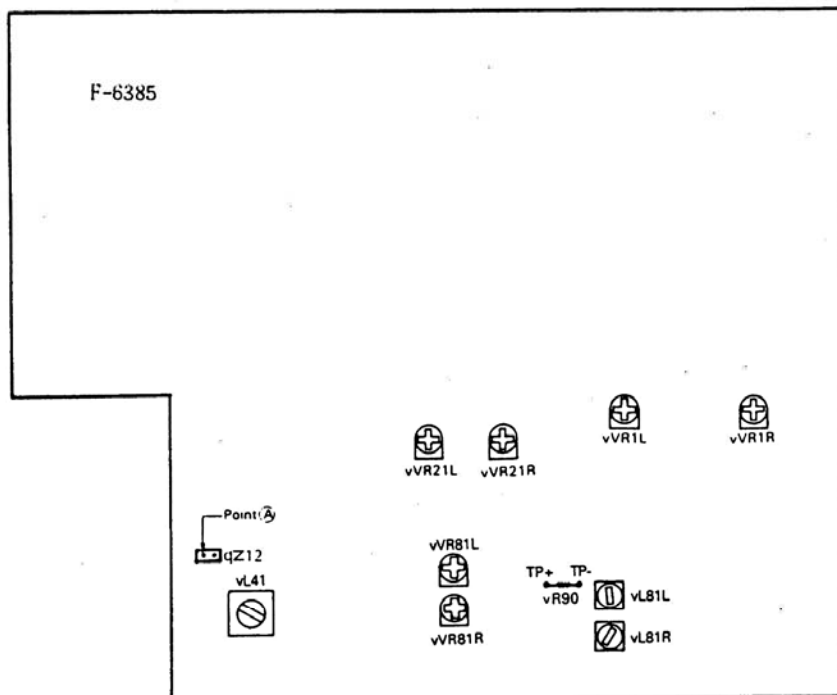 F-6385
vVR1L
vVR1R
vVR21L
vVR21R
Point Ⓐ
qZ12
vVR81L
vL41
TP+ TP-
vR90
vL81L
vVR81R
vL81R